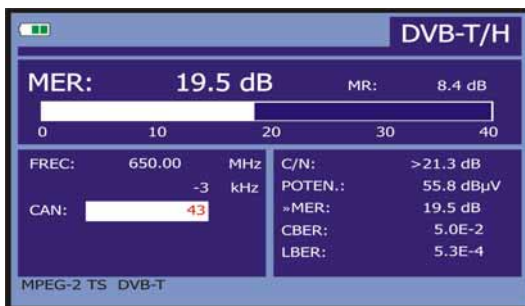 DVB-T/H
MER: 19.5 dB MR: 8.4 dB
0 10 20 30 40
FREC: 650.00 MHz
-3 kHz
CAN: 43
C/N: >21.3 dB
POTEN.: 55.8 dBµV
»MER: 19.5 dB
CBER: 5.0E-2
LBER: 5.3E-4
MPEG-2 TS DVB-T